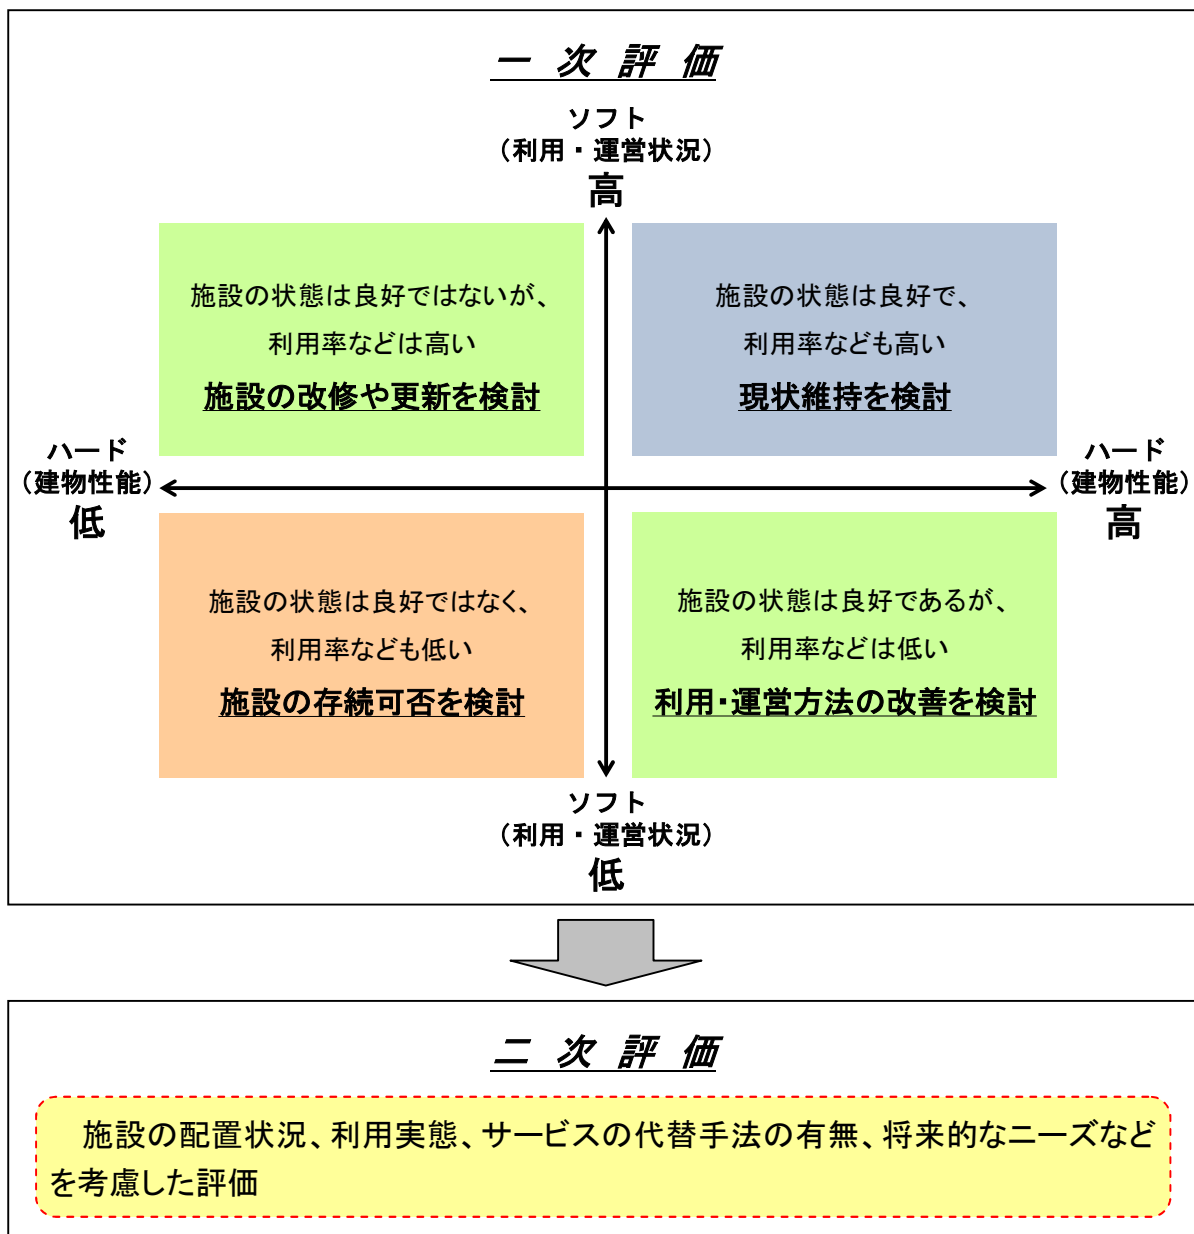 一次評価
ソフト
（利用・運営状況）
高
施設の状態は良好ではないが、
利用率などは高い
施設の改修や更新を検討
施設の状態は良好で、
利用率なども高い
現状維持を検討
ハード
（建物性能）
低
ハード
（建物性能）
高
施設の状態は良好ではなく、
利用率なども低い
施設の存続可否を検討
施設の状態は良好であるが、
利用率などは低い
利用・運営方法の改善を検討
ソフト
（利用・運営状況）
低
二次評価
施設の配置状況、利用実態、サービスの代替手法の有無、将来的なニーズなど
を考慮した評価